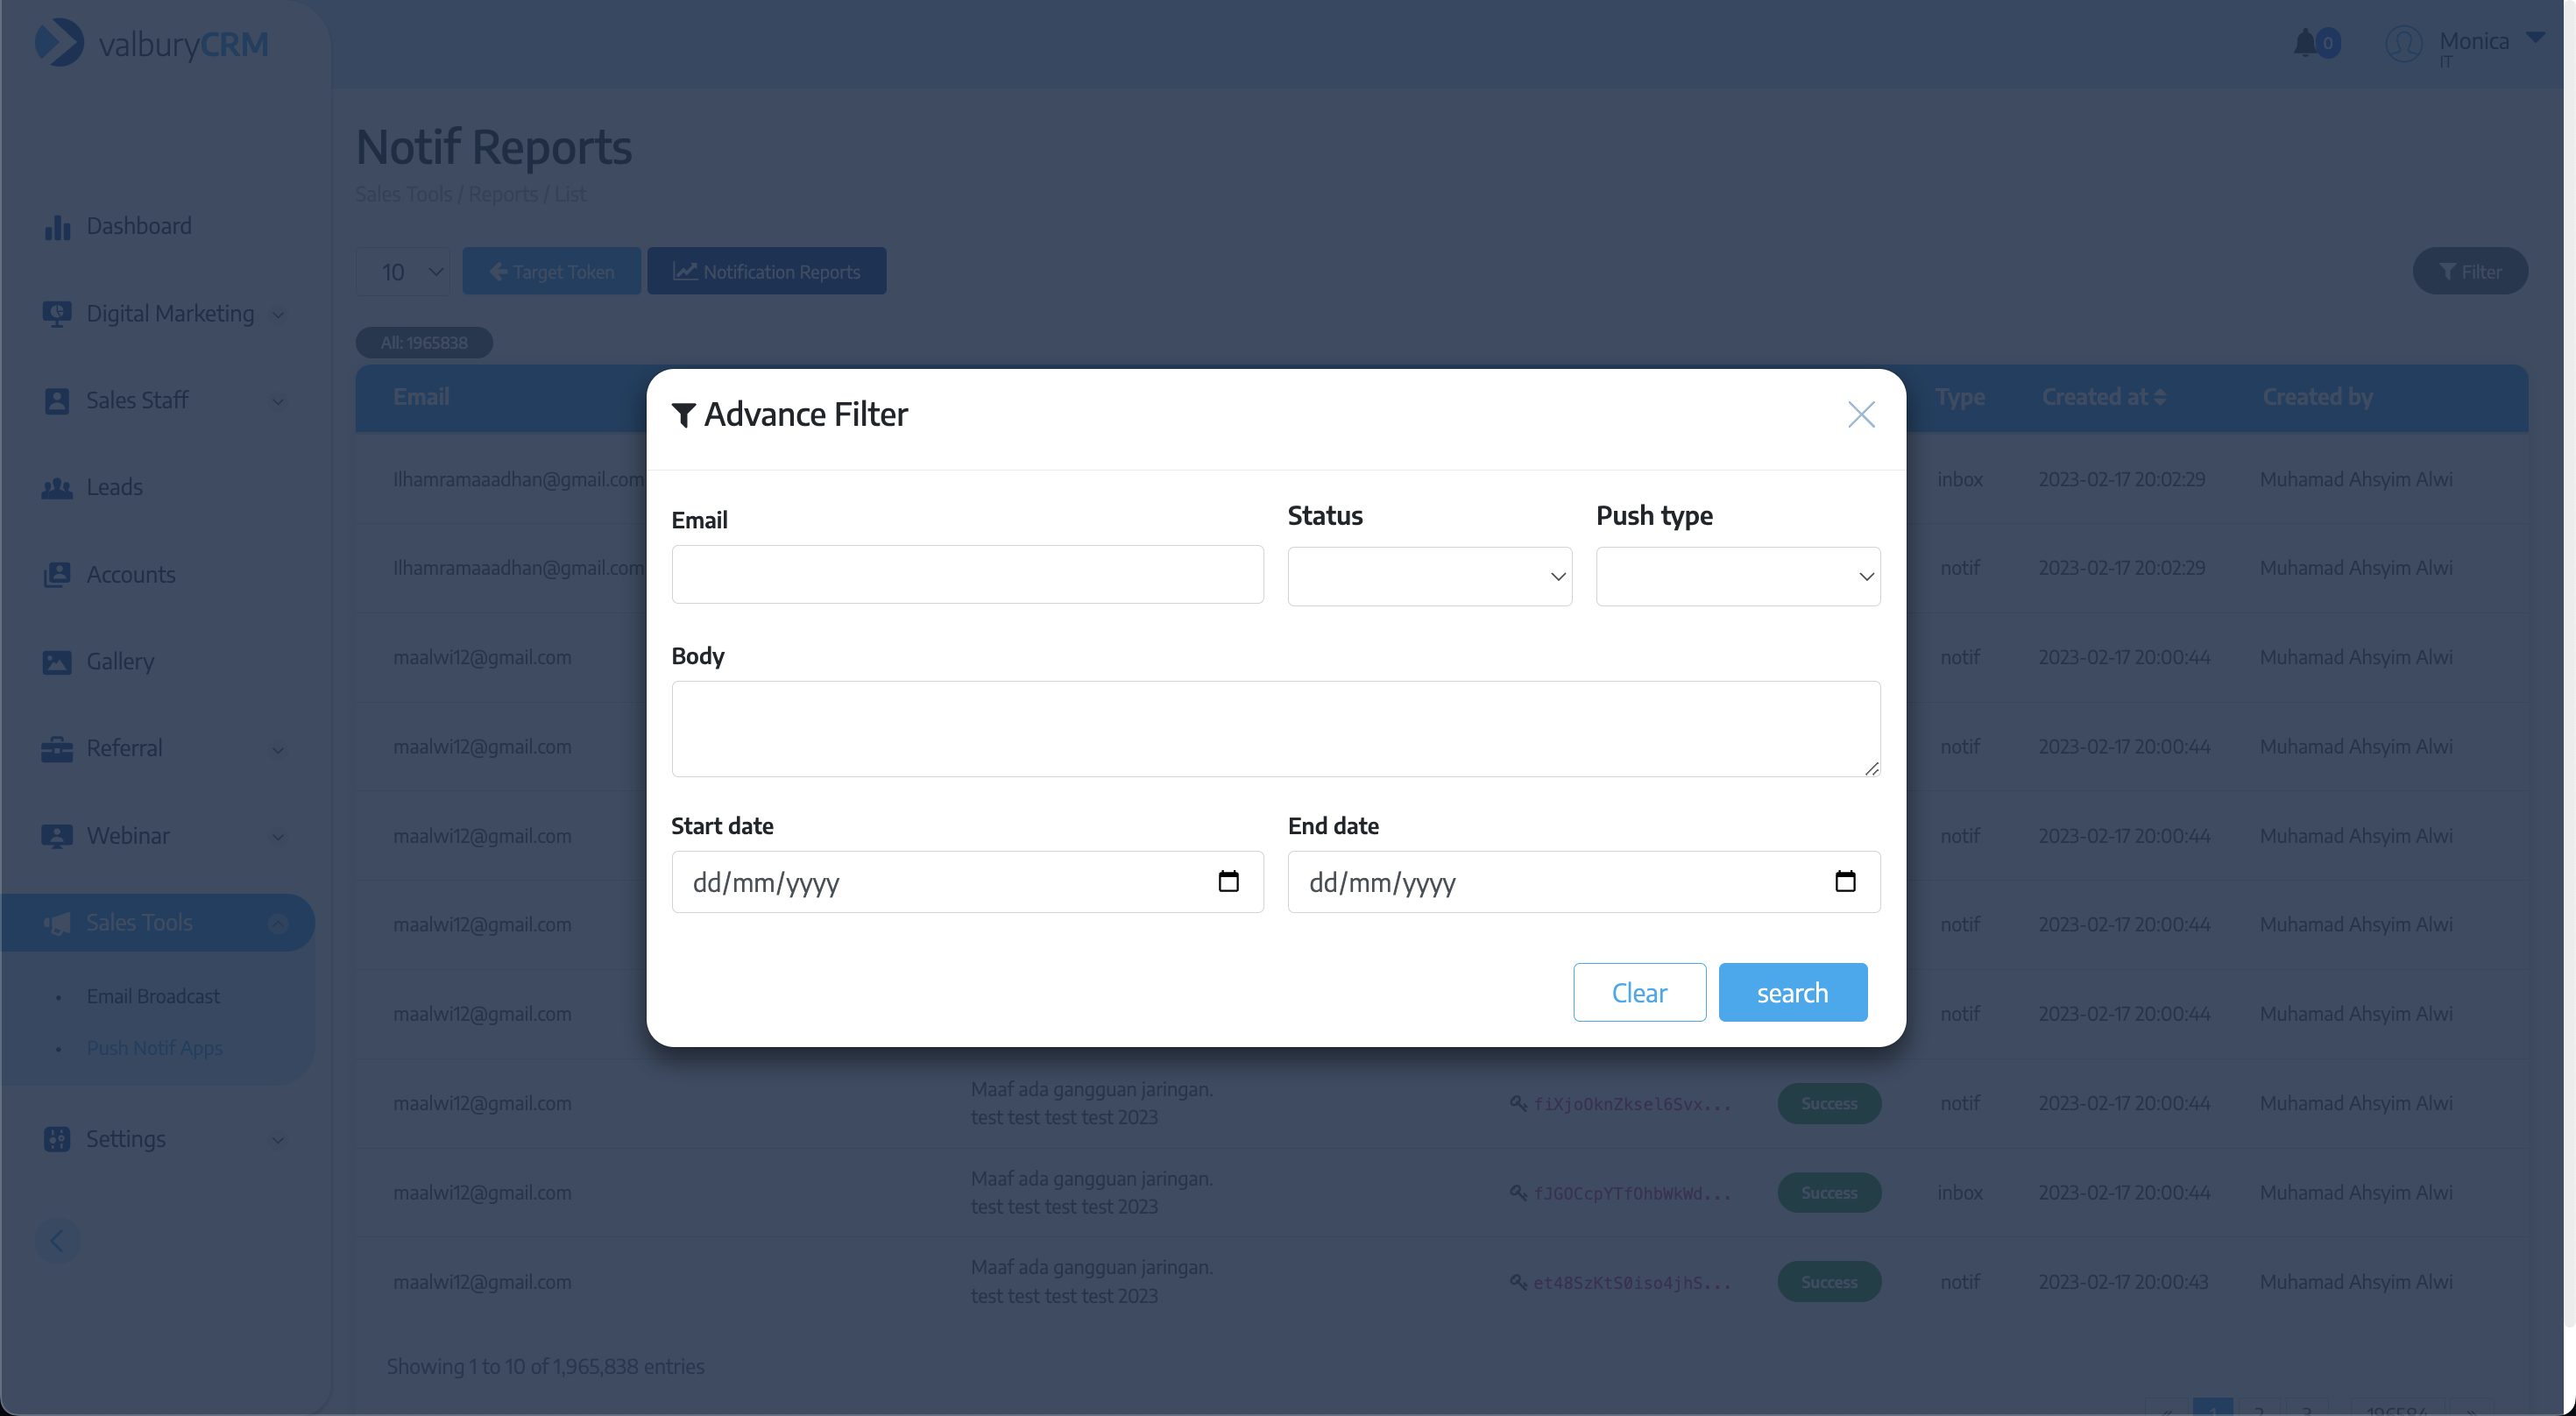 valburyCRM
0
Monica
IT
Notif Reports
Sales Tools / Reports / List
Dashboard
Digital Marketing
Sales Staff
Leads
Accounts
Gallery
Referral
Webinar
Sales Tools
Email Broadcast
Push Notif Apps
Settings
10
Target Token
Notification Reports
Filter
All: 1965838
Email Type Created at Created by
Ilhamramaaadhan@gmail.com inbox 2023-02-17 20:02:29 Muhamad Ahsyim Alwi
Ilhamramaaadhan@gmail.com notif 2023-02-17 20:02:29 Muhamad Ahsyim Alwi
maalwi12@gmail.com notif 2023-02-17 20:00:44 Muhamad Ahsyim Alwi
maalwi12@gmail.com notif 2023-02-17 20:00:44 Muhamad Ahsyim Alwi
maalwi12@gmail.com notif 2023-02-17 20:00:44 Muhamad Ahsyim Alwi
maalwi12@gmail.com notif 2023-02-17 20:00:44 Muhamad Ahsyim Alwi
maalwi12@gmail.com notif 2023-02-17 20:00:44 Muhamad Ahsyim Alwi
Advance Filter
Email
Status
Push type
Body
Start date
End date
dd/mm/yyyy
dd/mm/yyyy
Clear
search
maalwi12@gmail.com
Maaf ada gangguan jaringan.
test test test test 2023
fiXjoOknZksel6Svx...
Success
notif
2023-02-17 20:00:44
Muhamad Ahsyim Alwi
maalwi12@gmail.com
Maaf ada gangguan jaringan.
test test test test 2023
fJGOCcpYTfOhbWkWd...
Success
inbox
2023-02-17 20:00:44
Muhamad Ahsyim Alwi
maalwi12@gmail.com
Maaf ada gangguan jaringan.
test test test test 2023
et48SzKtS0iso4jhS...
Success
notif
2023-02-17 20:00:43
Muhamad Ahsyim Alwi
Showing 1 to 10 of 1,965,838 entries
« 1 2 3 196584 »